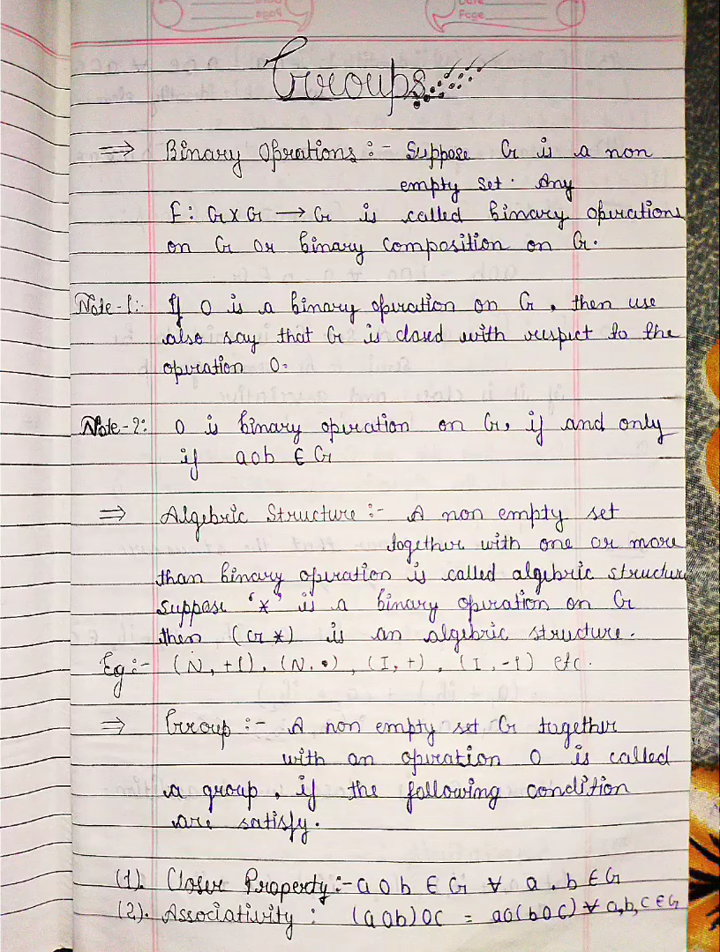 Groups
⇒ Binary Oprations :- Suppose G is a non
empty set. Any
f: G x G → G is called binary operations
on G or binary composition on G.
Note-1:- If O is a binary operation on G, then use
also say that G is closed with respect to the
operation O.
Note-2: O is binary operation on G, if and only
if aob ∈ G
⇒ Algebric Structure :- A non empty set
together with one or more
than binary operation is called algebric structure
suppose '*' is a binary operation on G
then (G *) is an algebric structure.
Eg:- (N, +1), (N, •), (I, +), (I, -1) etc.
⇒ Group :- A non empty set G together
with an operation O is called
a group, if the following condition
are satisfy.
(1). Closer Property :- a o b ∈ G ∀ a, b ∈ G
(2). Associativity : (a o b) o c = a o (b o c) ∀ a, b, c ∈ G